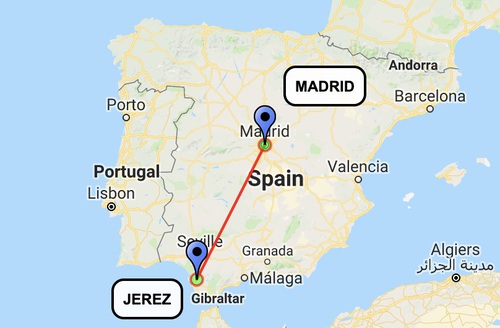 Andorra
MADRID
Barcelona
Porto
Madrid
Valencia
Portugal
Spain
Lisbon
Seville
Granada
Algiers
مدينة الجزائر
Málaga
JEREZ
Gibraltar